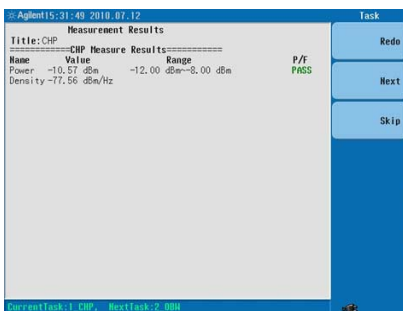 Agilent 15:31:49 2010.07.12
Task
Measurement Results
Title: CHP
============CHP Measure Results===========
Name Value Range P/F
Power -10.57 dBm -12.00 dBm~-8.00 dBm PASS
Density -77.56 dBm/Hz
Redo
Next
Skip
CurrentTask:1 CHP, NextTask:2 OBW